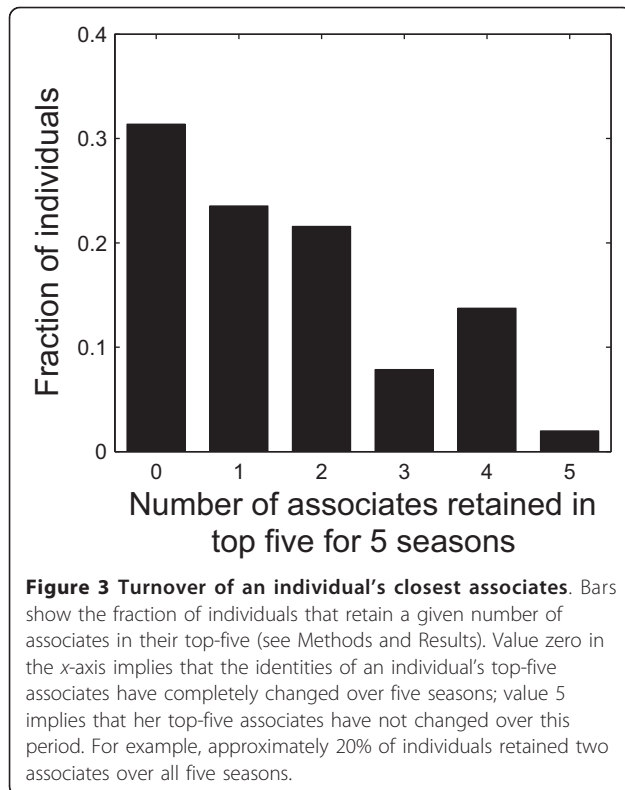 0.4
0.3
0.2
0.1
0
Fraction of individuals
0 1 2 3 4 5
Number of associates retained in
top five for 5 seasons
Figure 3 Turnover of an individual's closest associates. Bars
show the fraction of individuals that retain a given number of
associates in their top-five (see Methods and Results). Value zero in
the x-axis implies that the identities of an individual's top-five
associates have completely changed over five seasons; value 5
implies that her top-five associates have not changed over this
period. For example, approximately 20% of individuals retained two
associates over all five seasons.